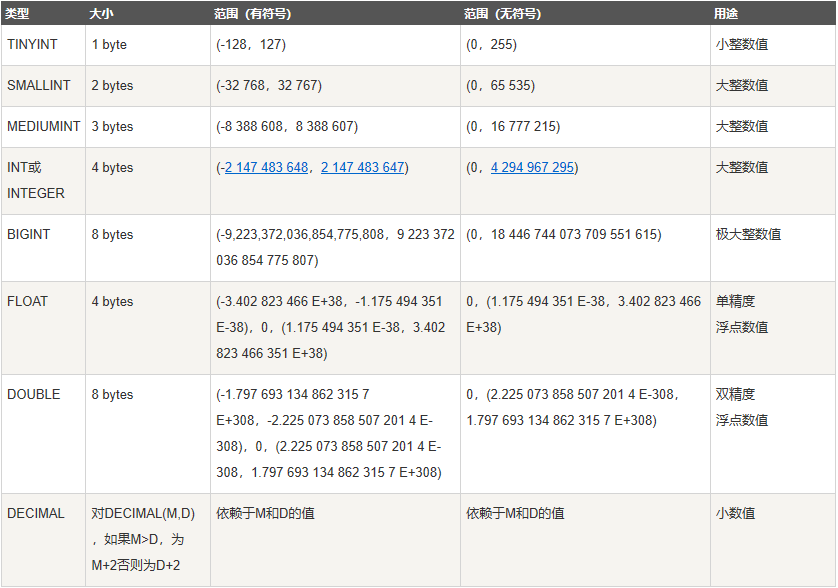 类型 大小 范围（有符号） 范围（无符号） 用途
TINYINT 1 byte (-128，127) (0，255) 小整数值
SMALLINT 2 bytes (-32 768，32 767) (0，65 535) 大整数值
MEDIUMINT 3 bytes (-8 388 608，8 388 607) (0，16 777 215) 大整数值
INT或 4 bytes (-2 147 483 648，2 147 483 647) (0，4 294 967 295) 大整数值
INTEGER
BIGINT 8 bytes (-9,223,372,036,854,775,808，9 223 372 (0，18 446 744 073 709 551 615) 极大整数值
036 854 775 807)
FLOAT 4 bytes (-3.402 823 466 E+38，-1.175 494 351 0，(1.175 494 351 E-38，3.402 823 466 单精度
E-38)，0，(1.175 494 351 E-38，3.402 E+38) 浮点数值
823 466 351 E+38)
DOUBLE 8 bytes (-1.797 693 134 862 315 7 0，(2.225 073 858 507 201 4 E-308， 双精度
E+308，-2.225 073 858 507 201 4 E- 1.797 693 134 862 315 7 E+308) 浮点数值
308)，0，(2.225 073 858 507 201 4 E-
308，1.797 693 134 862 315 7 E+308)
DECIMAL 对DECIMAL(M,D) 依赖于M和D的值 依赖于M和D的值 小数值
，如果M>D，为
M+2否则为D+2